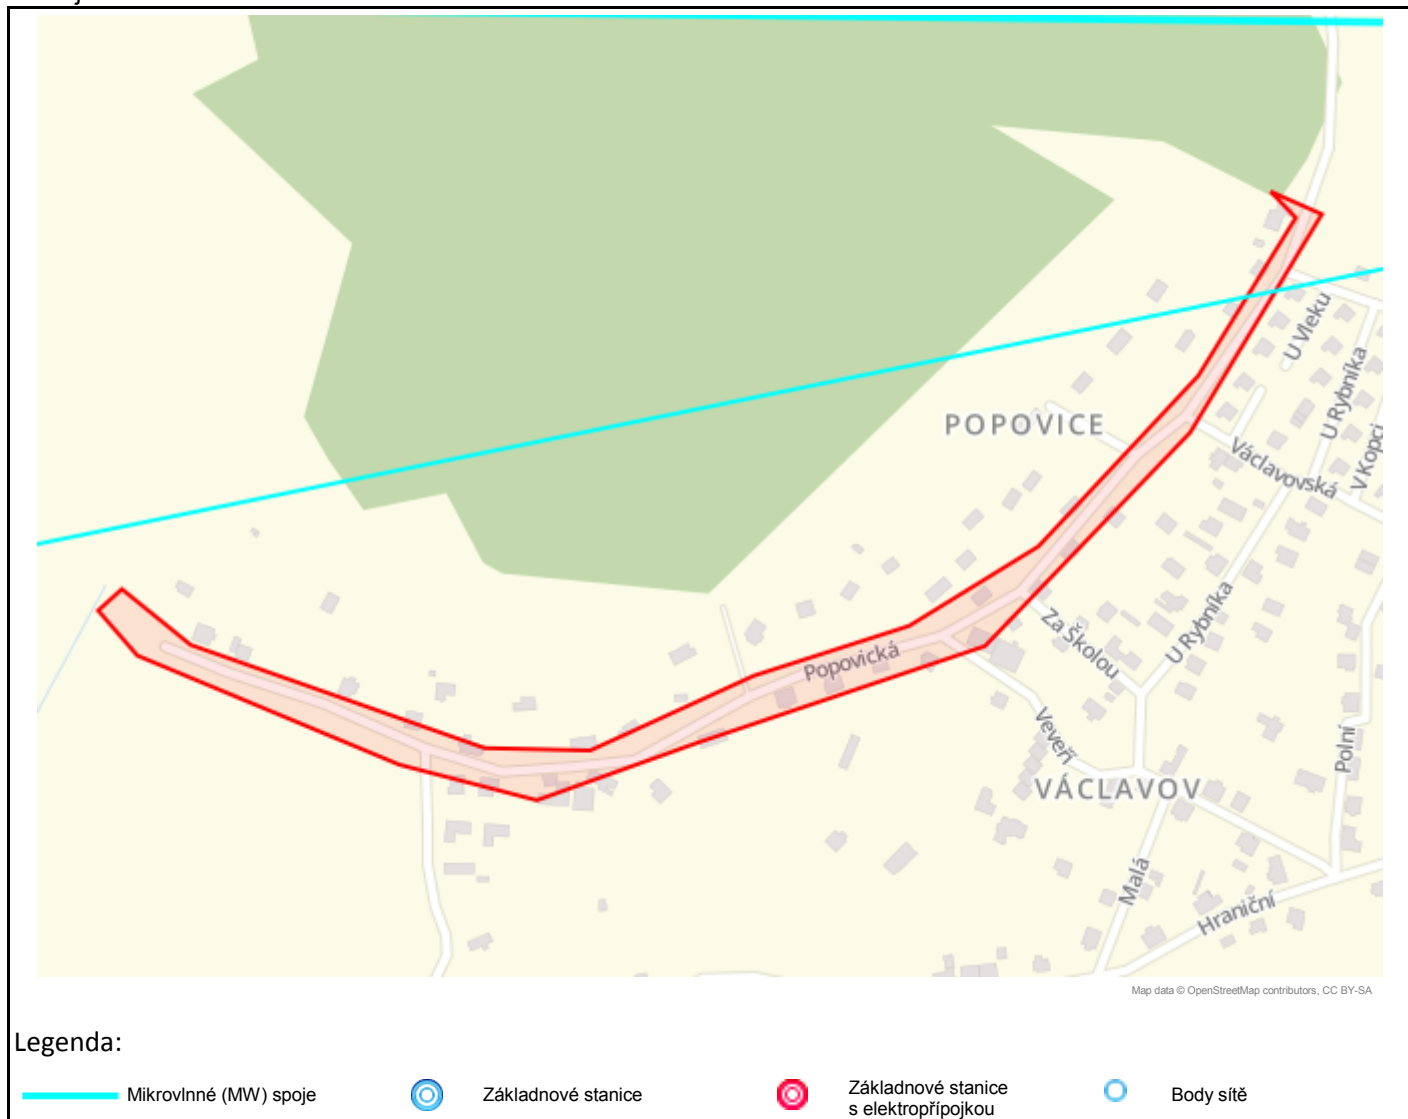 POPOVICE
U Vleku
U Rybníka
V Kopci
Václavovská
Za Školou
U Rybníka
Popovická
Veveří
VÁCLAVOV
Polní
Malá
Hraniční
Map data © OpenStreetMap contributors, CC BY-SA
Legenda:
Mikrovlnné (MW) spoje
Základnové stanice
Základnové stanice
s elektropřípojkou
Body sítě